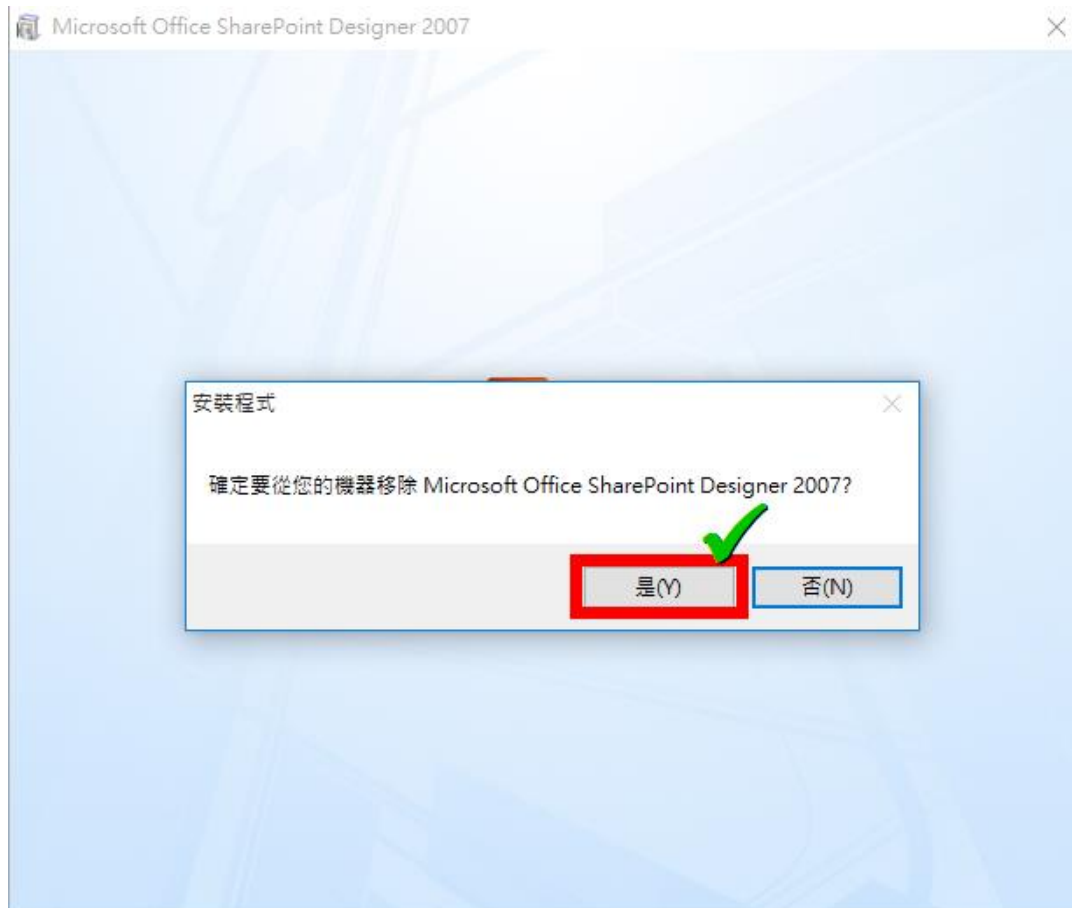 Microsoft Office SharePoint Designer 2007
安裝程式
確定要從您的機器移除 Microsoft Office SharePoint Designer 2007?
是(Y)
否(N)